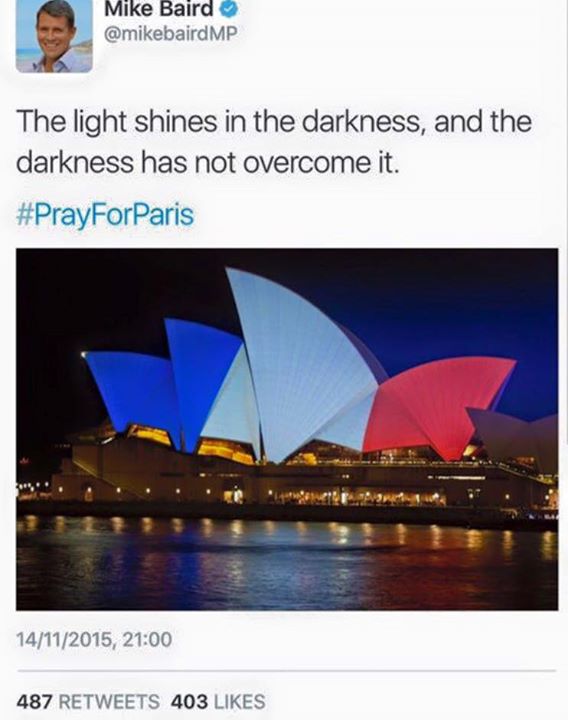 Mike Baird
@mikebairdMP
The light shines in the darkness, and the
darkness has not overcome it.
#PrayForParis
14/11/2015, 21:00
487 RETWEETS 403 LIKES